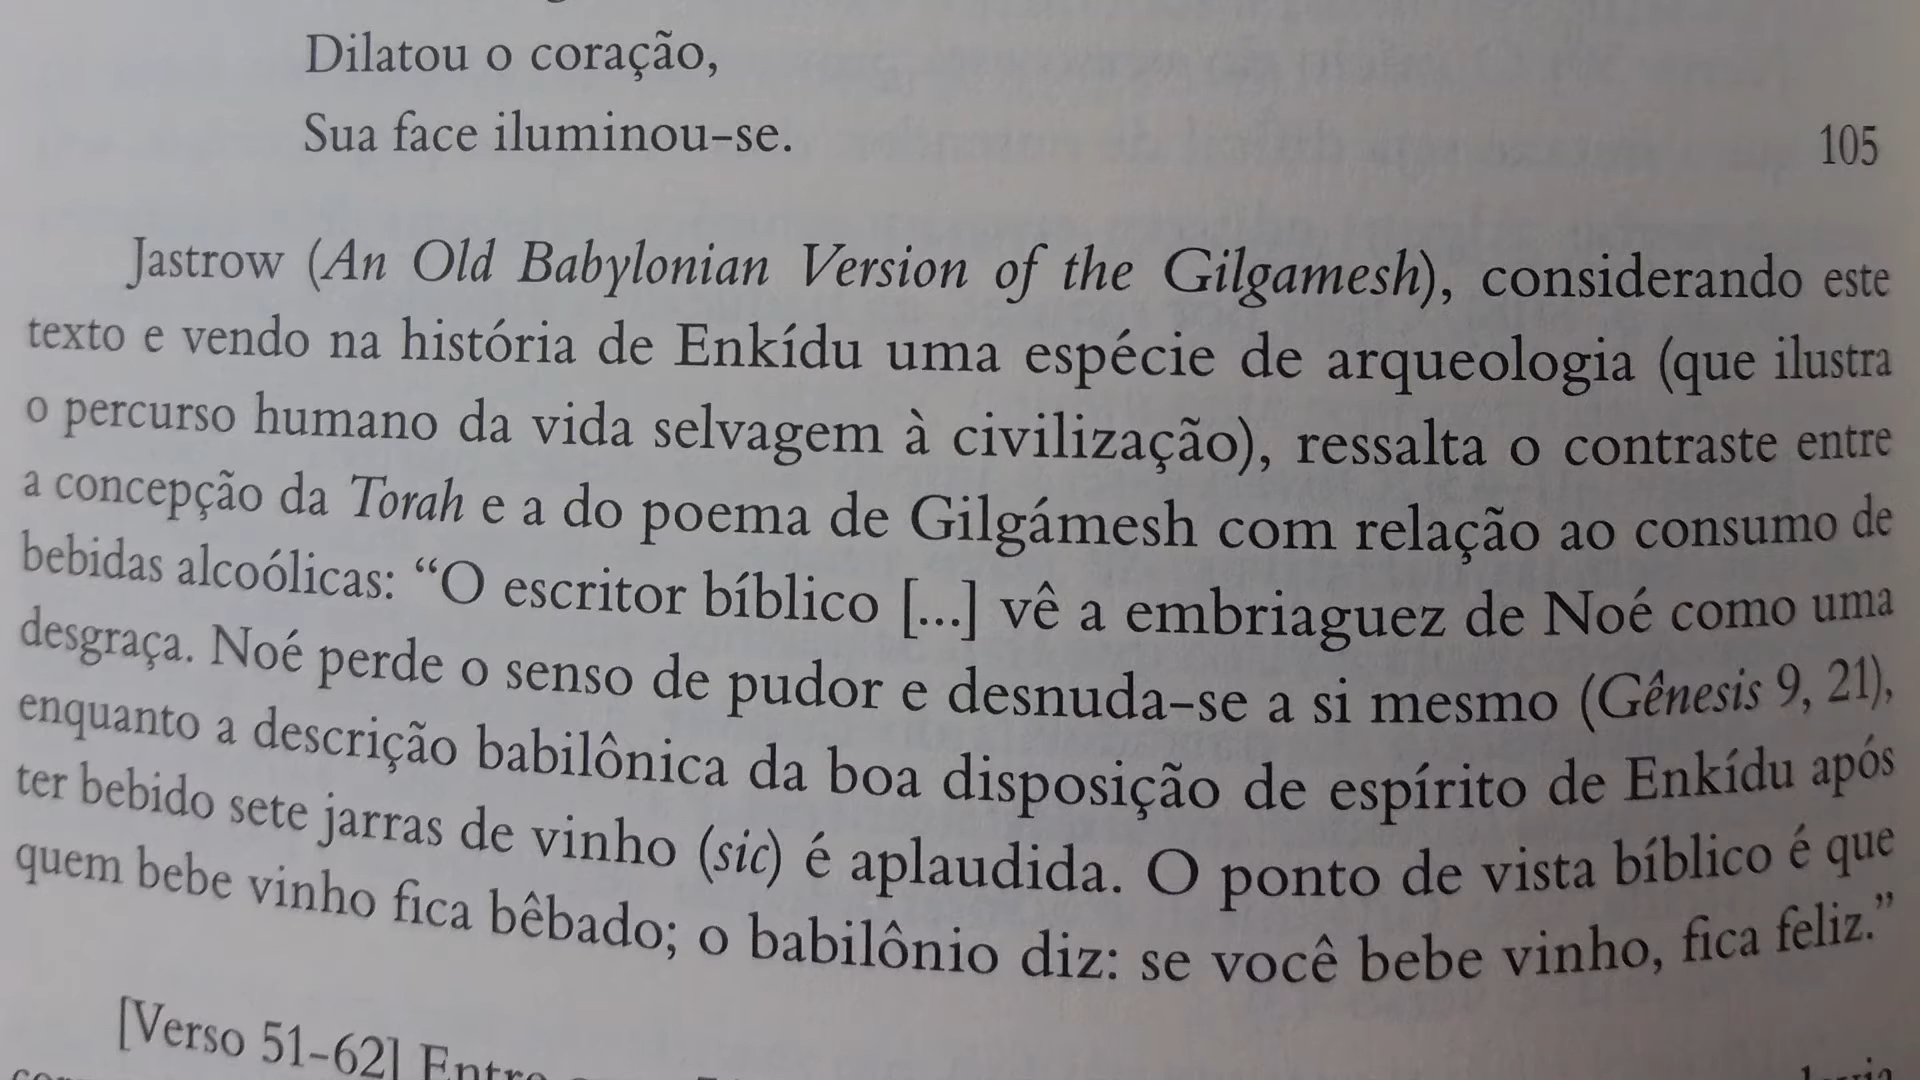 Dilatou o coração,
Sua face iluminou-se.
105
Jastrow (An Old Babylonian Version of the Gilgamesh), considerando este
texto e vendo na história de Enkídu uma espécie de arqueologia (que ilustra
o percurso humano da vida selvagem à civilização), ressalta o contraste entre
a concepção da Torah e a do poema de Gilgámesh com relação ao consumo de
bebidas alcoólicas: “O escritor bíblico [...] vê a embriaguez de Noé como uma
desgraça. Noé perde o senso de pudor e desnuda-se a si mesmo (Gênesis 9, 21),
enquanto a descrição babilônica da boa disposição de espírito de Enkídu após
ter bebido sete jarras de vinho (sic) é aplaudida. O ponto de vista bíblico é que
quem bebe vinho fica bêbado; o babilônio diz: se você bebe vinho, fica feliz.”
[Verso 51-62] Entre